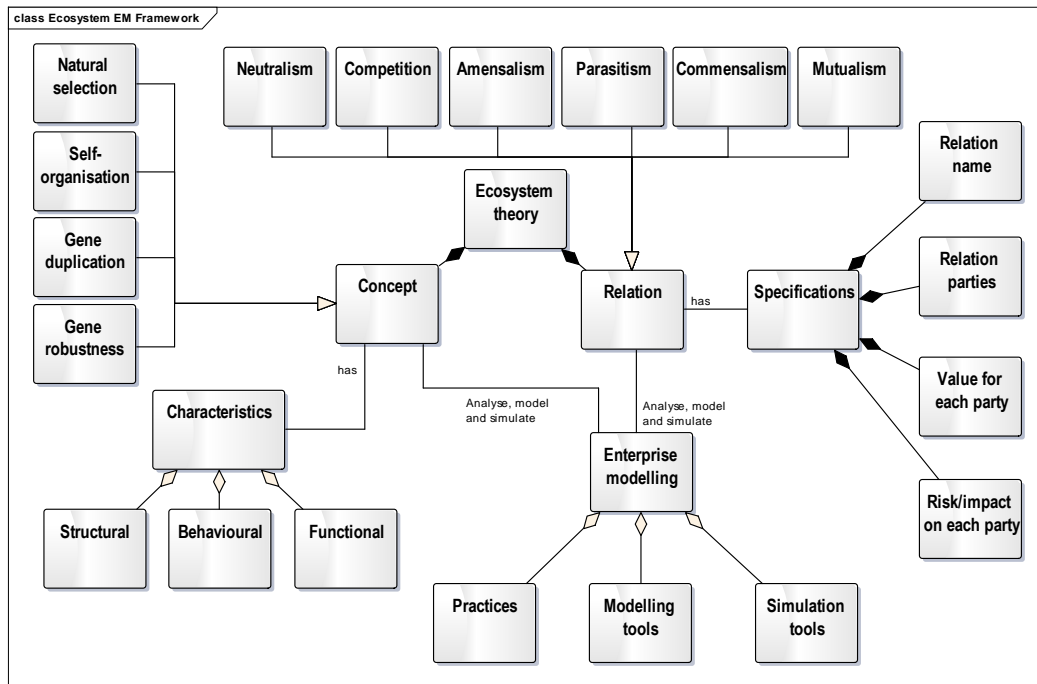 class Ecosystem EM Framework
Natural
selection
Neutralism
Competition
Amensalism
Parasitism
Commensalism
Mutualism
Self-
organisation
Ecosystem
theory
Relation
name
Gene
duplication
Concept
Relation
has
Specifications
Relation
parties
Gene
robustness
has
Characteristics
Analyse, model
and simulate
Analyse, model
and simulate
Value for
each party
Enterprise
modelling
Structural
Behavioural
Functional
Risk/impact
on each party
Practices
Modelling
tools
Simulation
tools